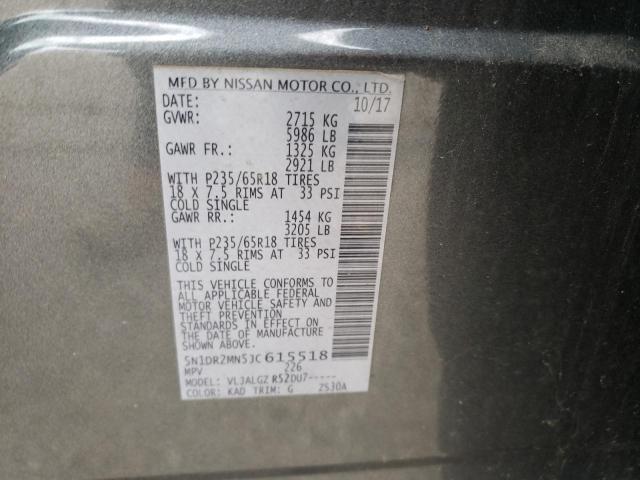 MFD BY NISSAN MOTOR CO., LTD.
DATE: 10/17
GVWR: 2715 KG
5986 LB
GAWR FR.: 1325 KG
2921 LB
WITH P235/65R18 TIRES
18 X 7.5 RIMS AT 33 PSI
COLD SINGLE
GAWR RR.: 1454 KG
3205 LB
WITH P235/65R18 TIRES
18 X 7.5 RIMS AT 33 PSI
COLD SINGLE
THIS VEHICLE CONFORMS TO
ALL APPLICABLE FEDERAL
MOTOR VEHICLE SAFETY AND
THEFT PREVENTION
STANDARDS IN EFFECT ON
THE DATE OF MANUFACTURE
SHOWN ABOVE.
5N1DR2MN5JC615518
MPV 226
MODEL: VL3ALGZ R52DU7-----
COLOR: KAD TRIM: G ZS30A